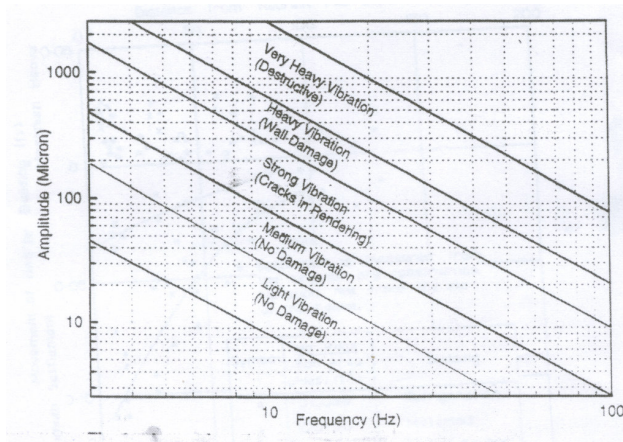 Amplitude (Micron)
1000
100
10
Very Heavy Vibration
(Destructive)
Heavy Vibration
(Wall Damage)
Strong Vibration
(Cracks in Rendering)
Medium Vibration
(No Damage)
Light Vibration
(No Damage)
10
100
Frequency (Hz)